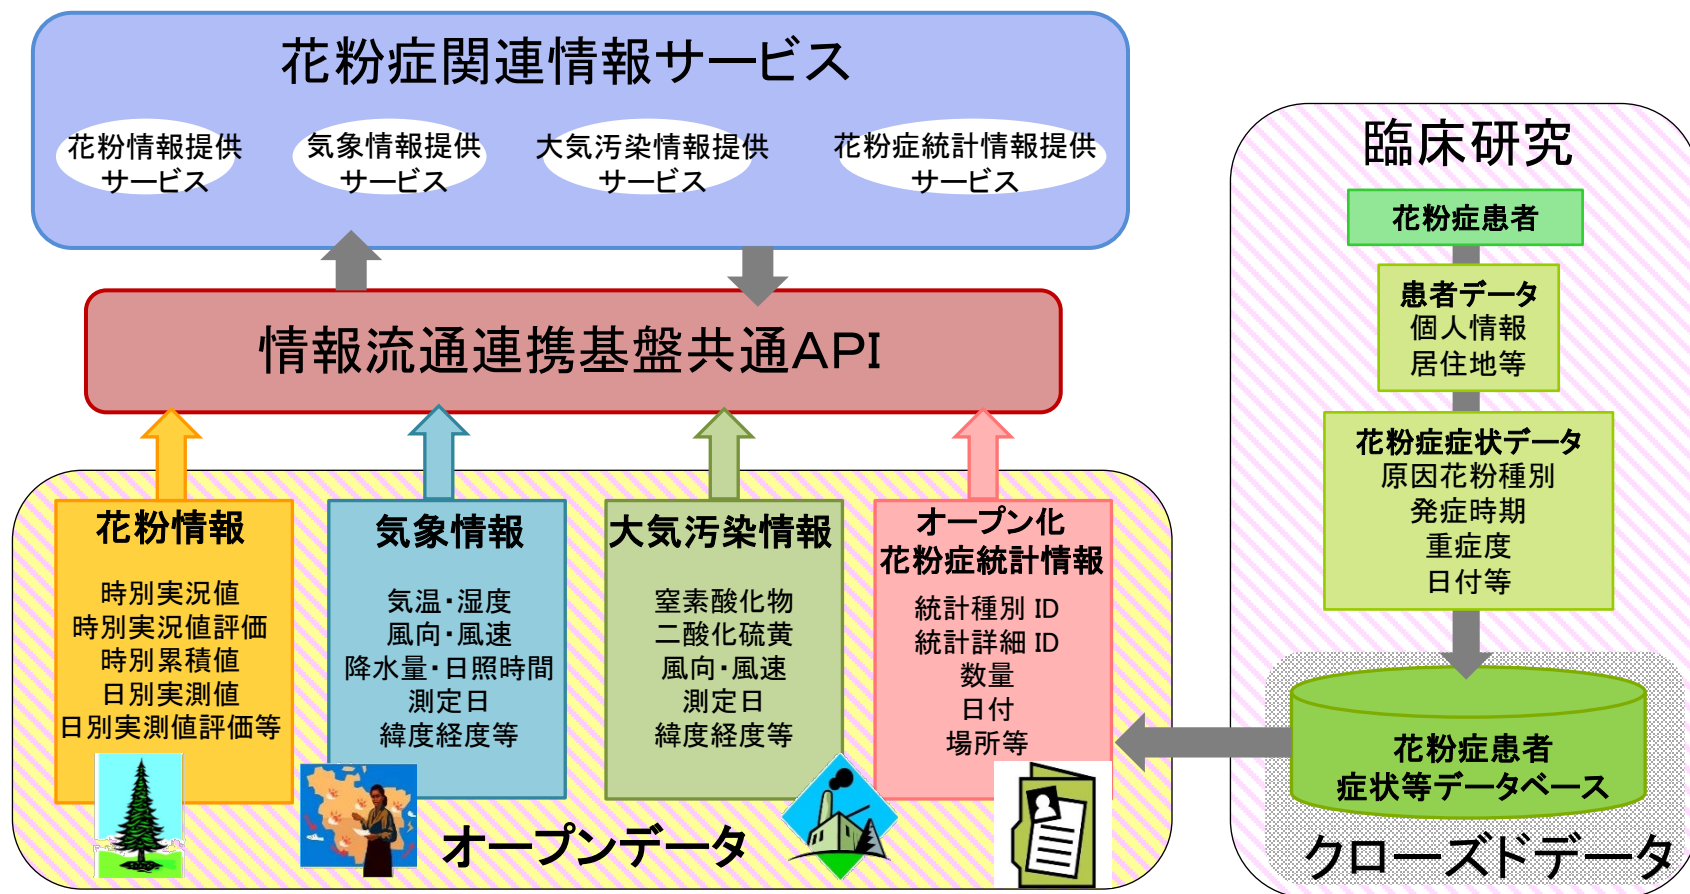 花粉症関連情報サービス
花粉情報提供
サービス
気象情報提供
サービス
大気汚染情報提供
サービス
花粉症統計情報提供
サービス
情報流通連携基盤共通API
花粉情報
時別実況値
時別実況値評価
時別累積値
日別実測値
日別実測値評価等
気象情報
気温・湿度
風向・風速
降水量・日照時間
測定日
緯度経度等
大気汚染情報
窒素酸化物
二酸化硫黄
風向・風速
測定日
緯度経度等
オープン化
花粉症統計情報
統計種別 ID
統計詳細 ID
数量
日付
場所等
オープンデータ
臨床研究
花粉症患者
患者データ
個人情報
居住地等
花粉症症状データ
原因花粉種別
発症時期
重症度
日付等
花粉症患者
症状等データベース
クローズドデータ